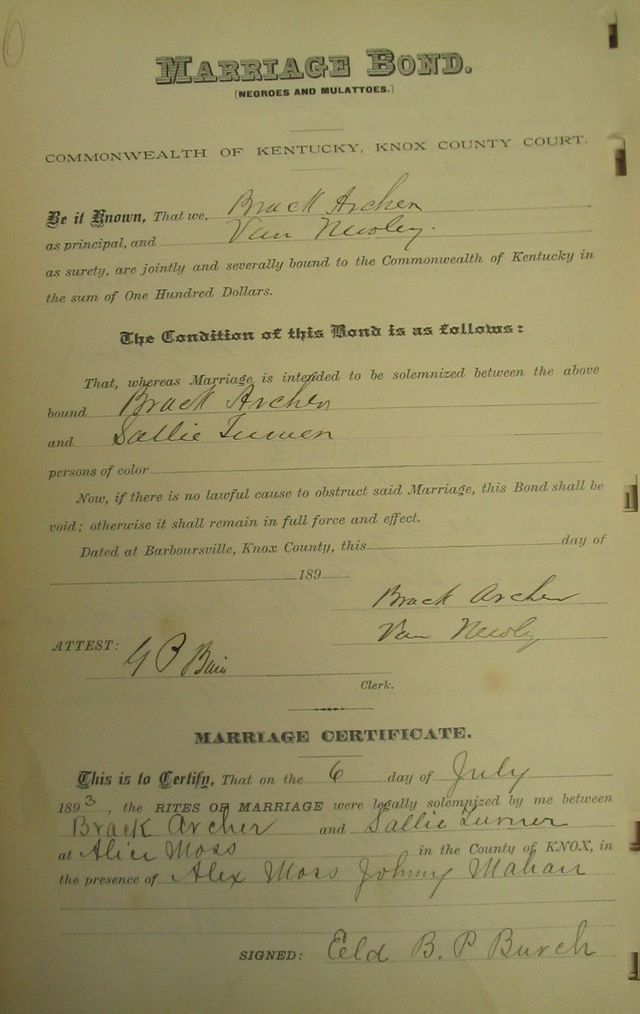 MARRIAGE BOND.
[NEGROES AND MULATTOES.]
COMMONWEALTH OF KENTUCKY, KNOX COUNTY COURT.
Be it Known, That we, Brack Archer
as principal, and Van Newley.
as surety, are jointly and severally bound to the Commonwealth of Kentucky in
the sum of One Hundred Dollars.
The Condition of this Bond is as follows:
That, whereas Marriage is intended to be solemnized between the above
bound Brack Archer
and Sallie Turner
persons of color
Now, if there is no lawful cause to obstruct said Marriage, this Bond shall be
void; otherwise it shall remain in full force and effect.
Dated at Barboursville, Knox County, this day of
189
Brack Archer
Van Newly
ATTEST: G P Bain
Clerk.
MARRIAGE CERTIFICATE.
This is to Certify, That on the 6 day of July
1893, the RITES OF MARRIAGE were legally solemnized by me between
Brack Archer and Sallie Turner
at Alex Moss in the County of KNOX, in
the presence of Alex Moss Johny Mahan
SIGNED: Eld B. P Burch